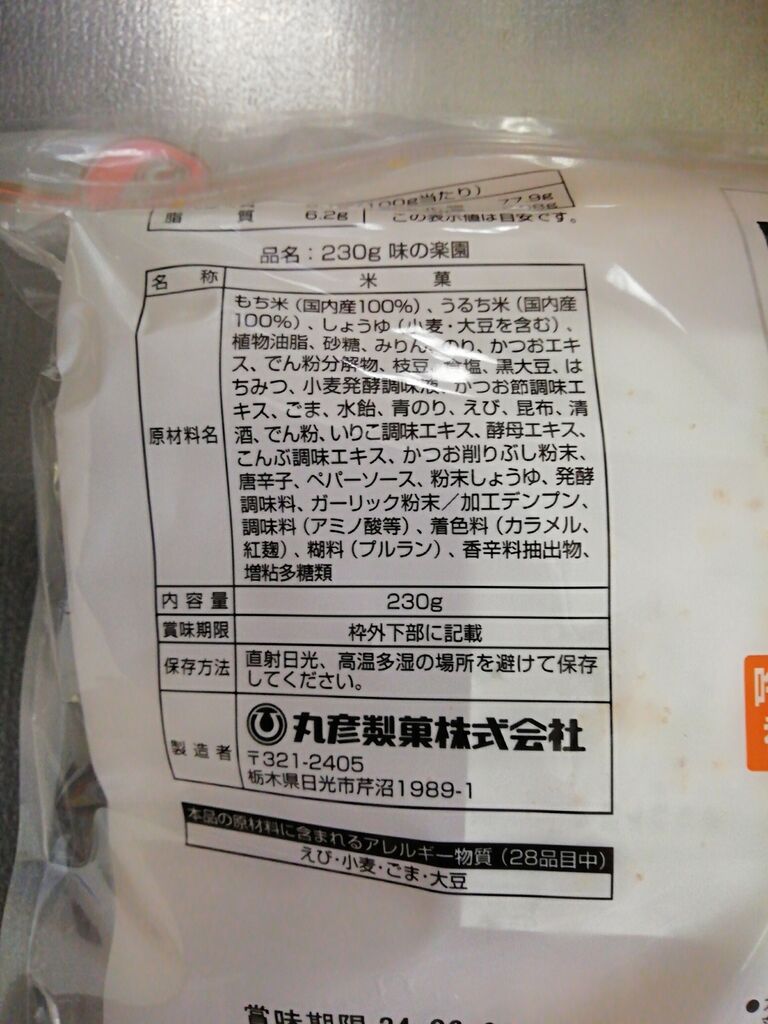 100g当たり)
77.9g
脂 質 6.2g この表示値は目安です。
品名：230g 味の楽園
名 称 米 菓
原材料名
もち米（国内産100%）、うるち米（国内産
100%）、しょうゆ（小麦・大豆を含む）、
植物油脂、砂糖、みりん、のり、かつおエキ
ス、でん粉分解物、枝豆、食塩、黒大豆、は
ちみつ、小麦発酵調味液、かつお節調味エ
キス、ごま、水飴、青のり、えび、昆布、清
酒、でん粉、いりこ調味エキス、酵母エキス、
こんぶ調味エキス、かつお削りぶし粉末、
唐辛子、ペパーソース、粉末しょうゆ、発酵
調味料、ガーリック粉末／加工デンプン、
調味料（アミノ酸等）、着色料（カラメル、
紅麹）、糊料（プルラン）、香辛料抽出物、
増粘多糖類
内容量 230g
賞味期限 枠外下部に記載
保存方法 直射日光、高温多湿の場所を避けて保存
してください。
製造者
丸彦製菓株式会社
〒321-2405
栃木県日光市芹沼1989-1
本品の原材料に含まれるアレルギー物質（28品目中）
えび・小麦・ごま・大豆
賞味期限